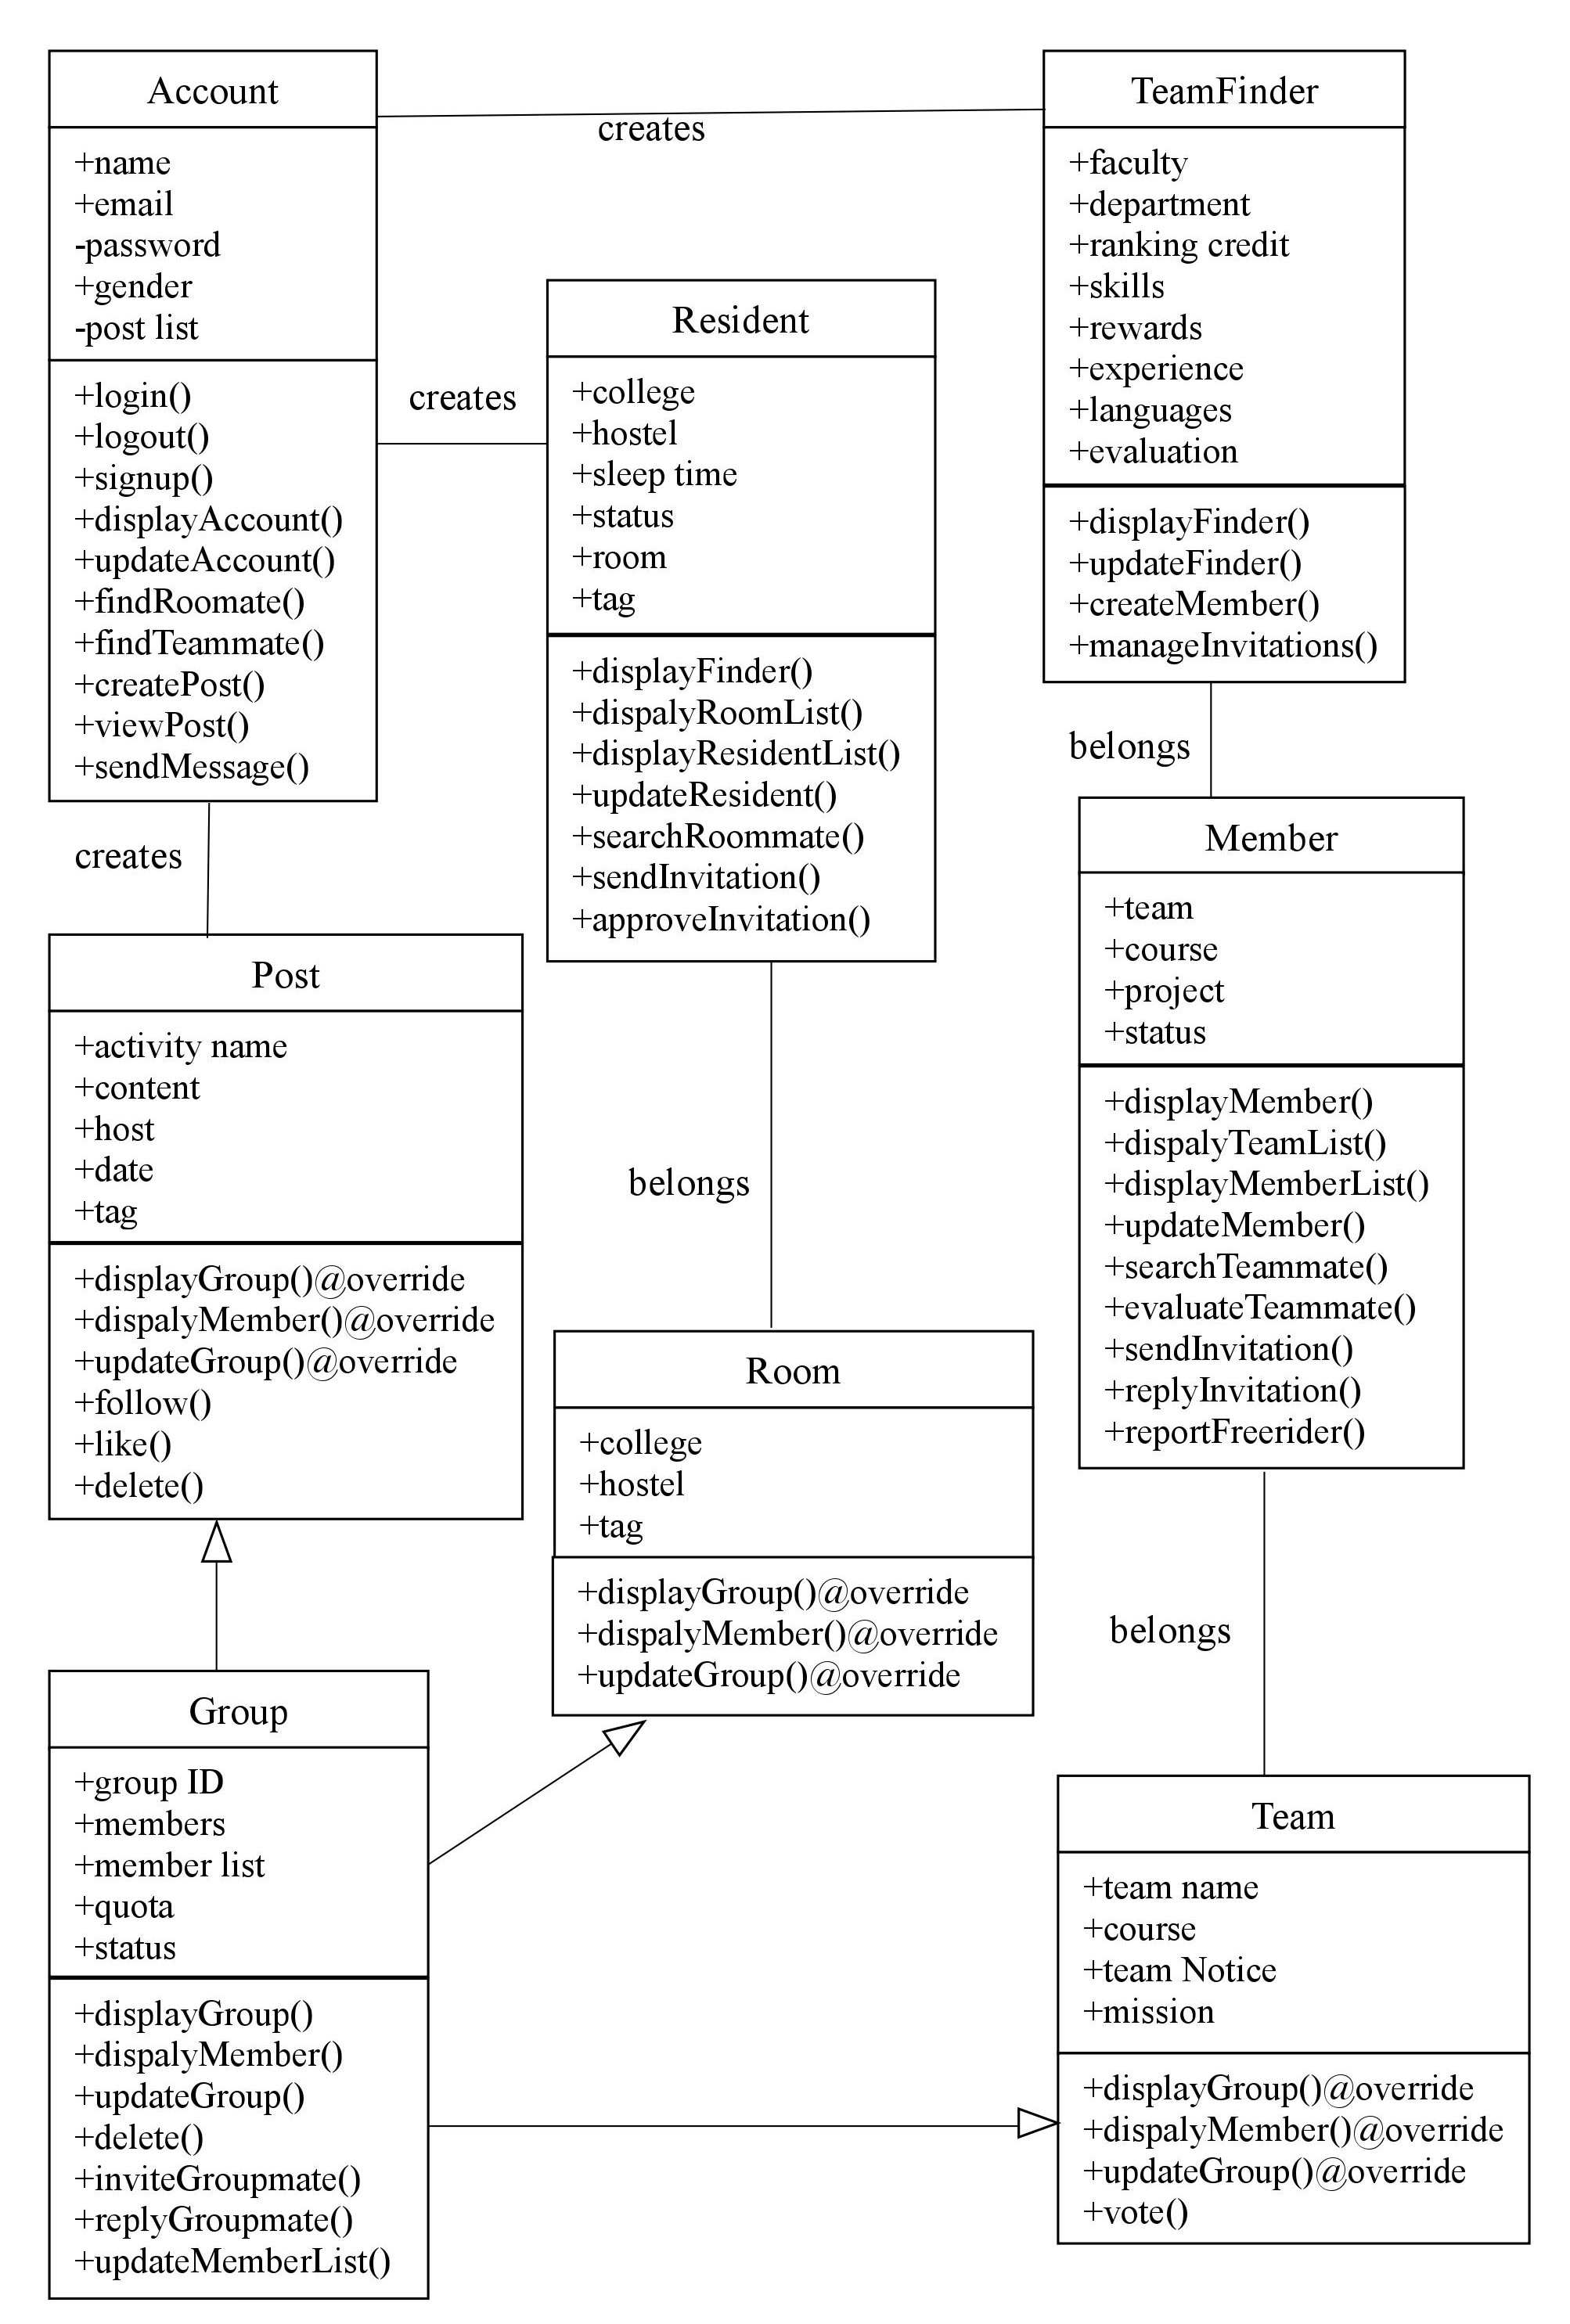 Account
+name
+email
-password
+gender
-post list
+login()
+logout()
+signup()
+displayAccount()
+updateAccount()
+findRoomate()
+findTeammate()
+createPost()
+viewPost()
+sendMessage()
creates
TeamFinder
+faculty
+department
+ranking credit
+skills
+rewards
+experience
+languages
+evaluation
+displayFinder()
+updateFinder()
+createMember()
+manageInvitations()
creates
Resident
+college
+hostel
+sleep time
+status
+room
+tag
+displayFinder()
+dispalyRoomList()
+displayResidentList()
+updateResident()
+searchRoommate()
+sendInvitation()
+approveInvitation()
belongs
Member
+team
+course
+project
+status
+displayMember()
+dispalyTeamList()
+displayMemberList()
+updateMember()
+searchTeammate()
+evaluateTeammate()
+sendInvitation()
+replyInvitation()
+reportFreerider()
creates
Post
+activity name
+content
+host
+date
+tag
+displayGroup()@override
+dispalyMember()@override
+updateGroup()@override
+follow()
+like()
+delete()
belongs
Room
+college
+hostel
+tag
+displayGroup()@override
+dispalyMember()@override
+updateGroup()@override
belongs
Group
+group ID
+members
+member list
+quota
+status
+displayGroup()
+dispalyMember()
+updateGroup()
+delete()
+inviteGroupmate()
+replyGroupmate()
+updateMemberList()
Team
+team name
+course
+team Notice
+mission
+displayGroup()@override
+dispalyMember()@override
+updateGroup()@override
+vote()